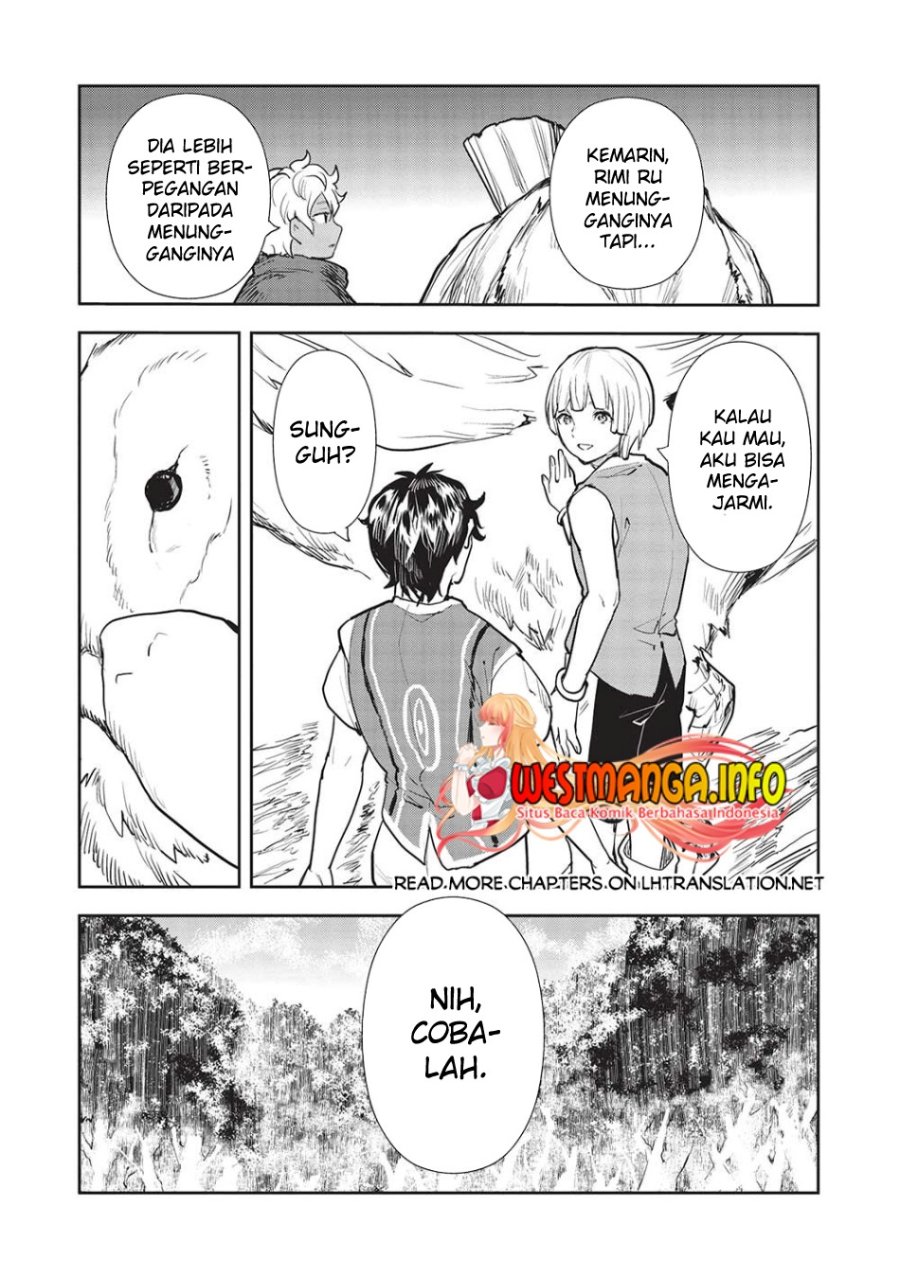 KEMARIN,
RIMI RU
MENUNG-
GANGINYA
TAPI...
DIA LEBIH
SEPERTI BER-
PEGANGAN
DARIPADA
MENUNG-
GANGINYA
KALAU
KAU MAU,
AKU BISA
MENGA-
JARMI.
SUNG-
GUH?
WESTMANGA.INFO
Situs Baca Komik Berbahasa Indonesia
READ MORE CHAPTERS ON LHTRANSLATION.NET
NIH,
COBA-
LAH.